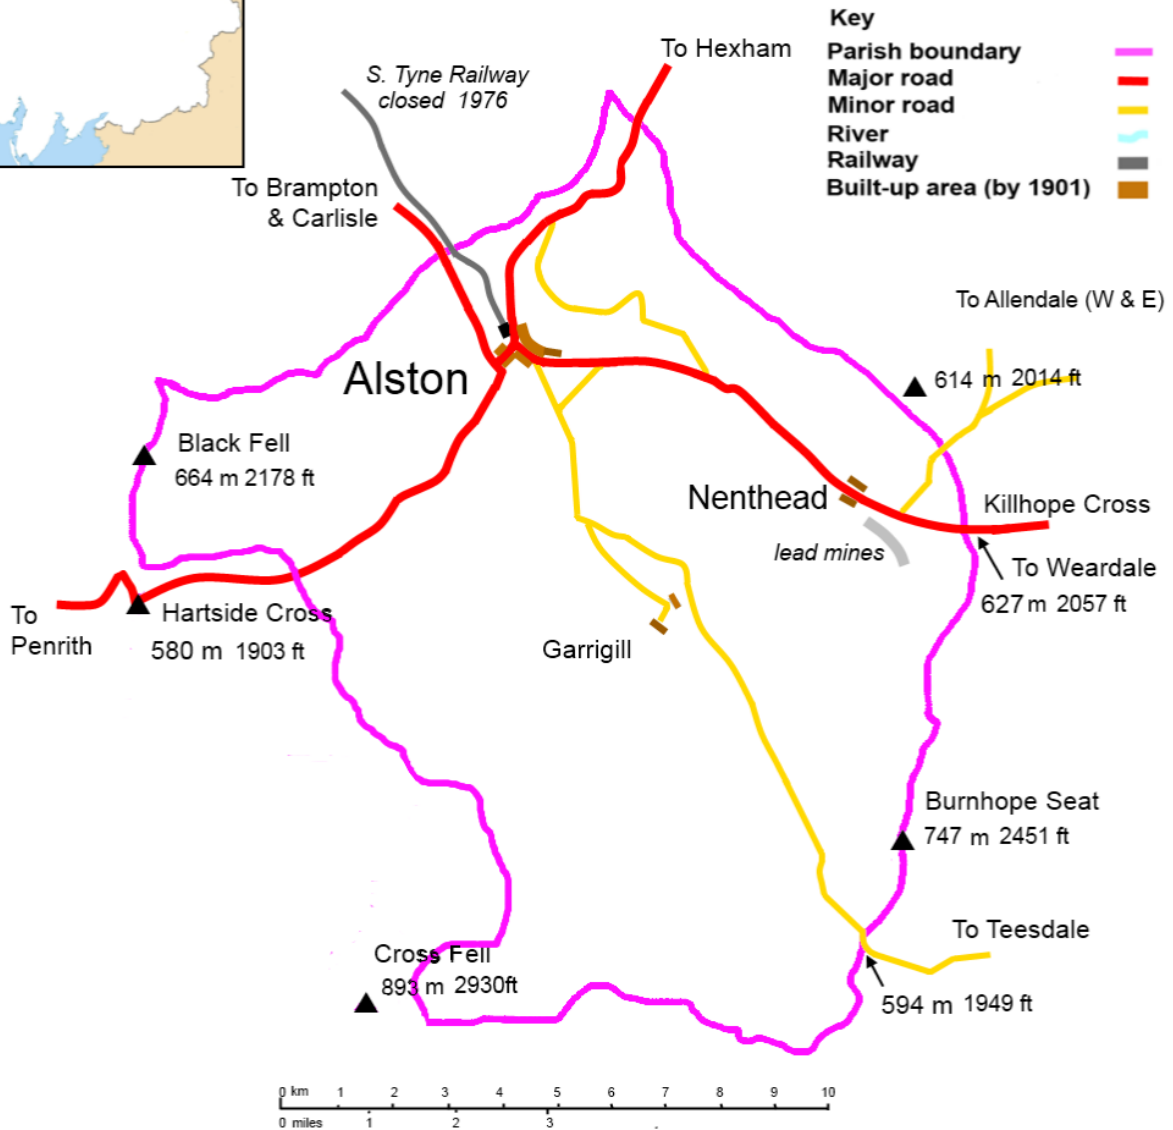 Key
Parish boundary
Major road
Minor road
River
Railway
Built-up area (by 1901)
To Hexham
S. Tyne Railway
closed 1976
To Brampton
& Carlisle
To Allendale (W & E)
Alston
614 m 2014 ft
Black Fell
664 m 2178 ft
Nenthead
Killhope Cross
lead mines
To Weardale
627 m 2057 ft
To
Penrith
Hartside Cross
580 m 1903 ft
Garrigill
Burnhope Seat
747 m 2451 ft
To Teesdale
Cross Fell
893 m 2930ft
594 m 1949 ft
0 km 1 2 3 4 5 6 7 8 9 10
0 miles 1 2 3